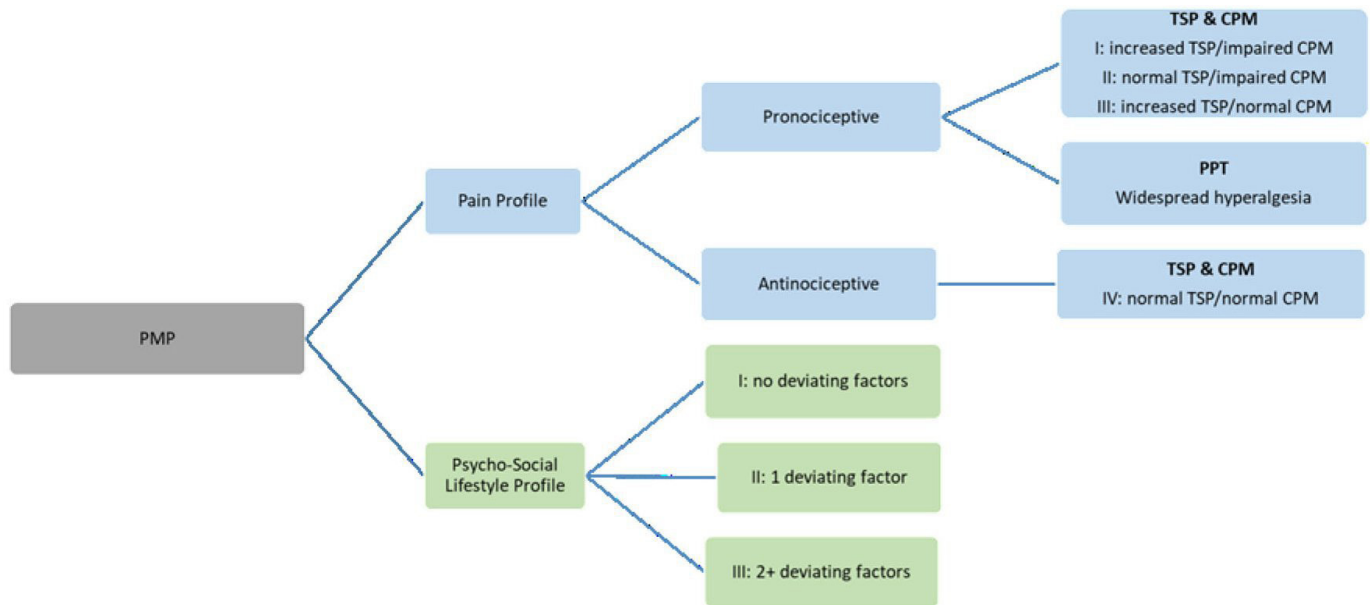 PMP
Pain Profile
Psycho-Social
Lifestyle Profile
Pronociceptive
Antinociceptive
I: no deviating factors
II: 1 deviating factor
III: 2+ deviating factors
TSP & CPM
I: increased TSP/impaired CPM
II: normal TSP/impaired CPM
III: increased TSP/normal CPM
PPT
Widespread hyperalgesia
TSP & CPM
IV: normal TSP/normal CPM